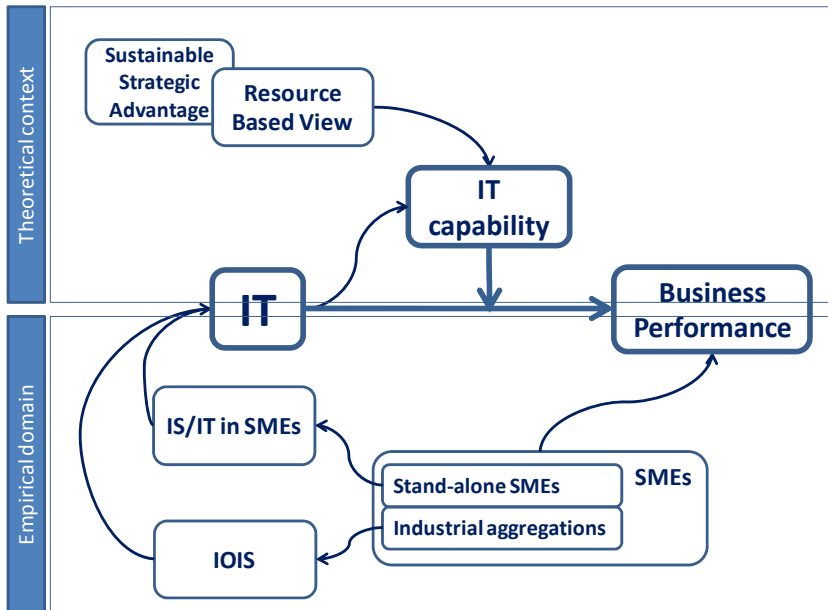 Theoretical context
Sustainable
Strategic
Advantage
Resource
Based View
IT
capability
IT
Business
Performance
Empirical domain
IS/IT in SMEs
SMEs
Stand-alone SMEs
Industrial aggregations
IOIS